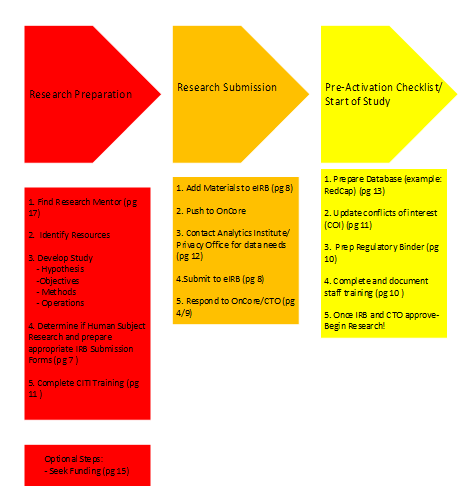 Research Preparation
Research Submission
Pre-Activation Checklist/
Start of Study
1. Find Research Mentor (pg
17)
2. Identify Resources
3. Develop Study
- Hypothesis
-Objectives
- Methods
- Operations
4. Determine if Human Subject
Research and prepare
appropriate IRB Submission
Forms (pg 7 )
5. Complete CITI Training (pg
11 )
Optional Steps:
- Seek Funding (pg 15)
1. Add Materials to eIRB (pg 8)
2. Push to OnCore
3. Contact Analytics Institute/
Privacy Office for data needs
(pg 12)
4.Submit to eIRB (pg 8)
5. Respond to OnCore/CTO (pg
4/9)
1. Prepare Database (example:
RedCap) (pg 13)
2. Update conflicts of interest
(COI) (pg 11)
3. Prep Regulatory Binder (pg
10)
4. Complete and document
staff training (pg 10 )
5. Once IRB and CTO approve-
Begin Research!